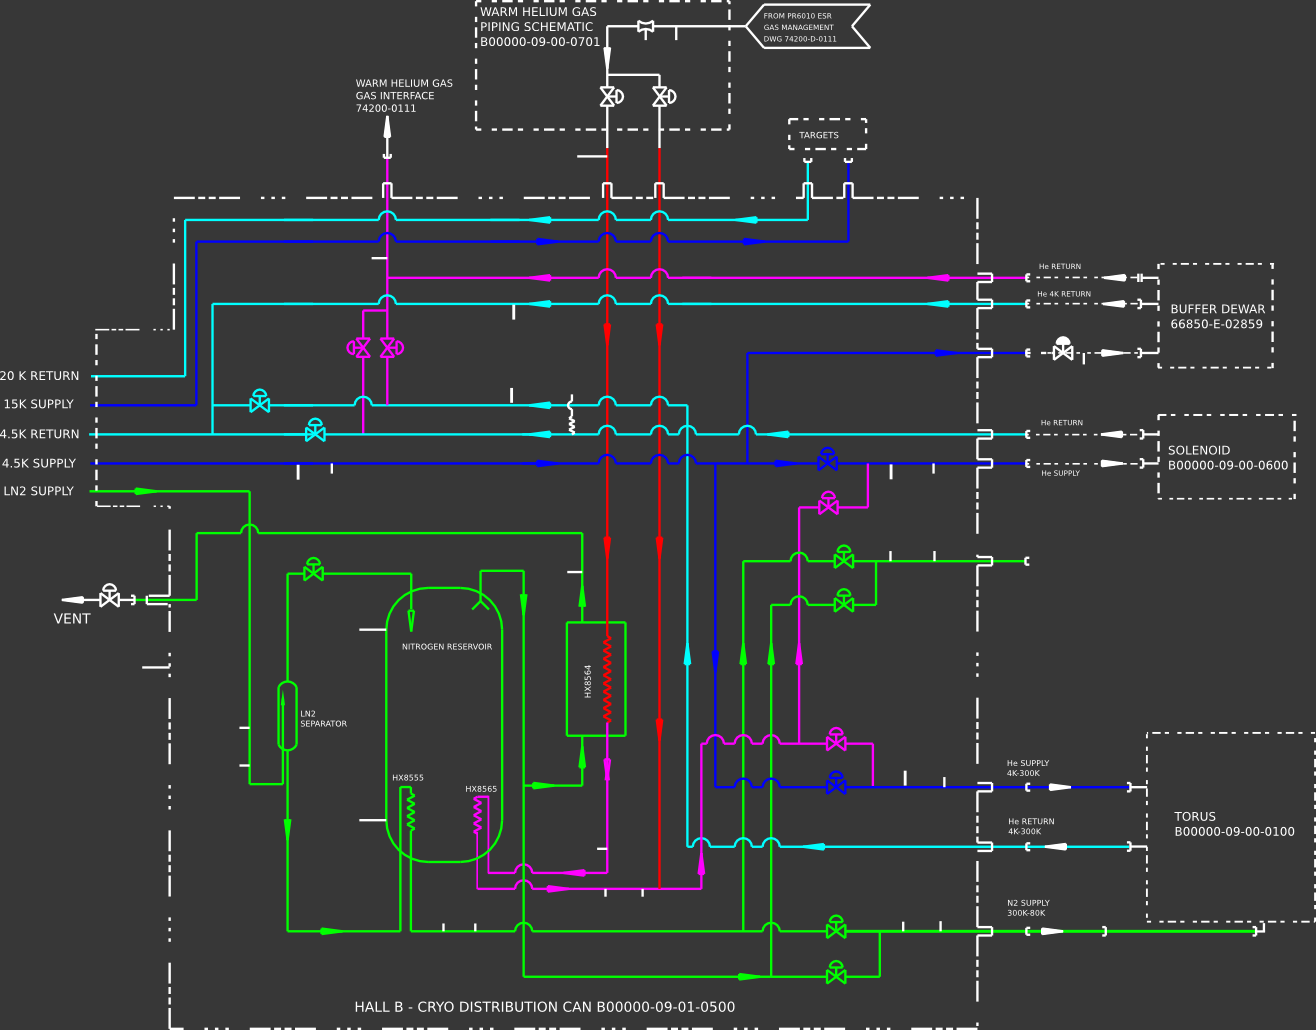 WARM HELIUM GAS
PIPING SCHEMATIC
B00000-09-00-0701
FROM PR6010 ESR
GAS MANAGEMENT
DWG 74200-D-0111
WARM HELIUM GAS
GAS INTERFACE
74200-0111
TARGETS
He RETURN
He 4K RETURN
BUFFER DEWAR
66850-E-02859
20 K RETURN
15K SUPPLY
4.5K RETURN
4.5K SUPPLY
LN2 SUPPLY
He RETURN
He SUPPLY
SOLENOID
B00000-09-00-0600
VENT
NITROGEN RESERVOIR
HX8564
LN2
SEPARATOR
HX8555
HX8565
He SUPPLY
4K-300K
He RETURN
4K-300K
TORUS
B00000-09-00-0100
N2 SUPPLY
300K-80K
HALL B - CRYO DISTRIBUTION CAN B00000-09-01-0500